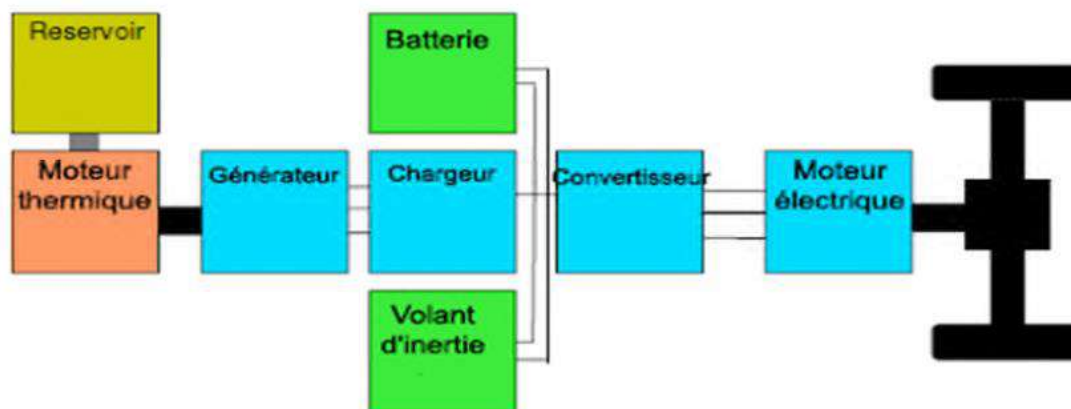 Reservoir
Batterie
Moteur
thermique
Générateur
Chargeur
Convertisseur
Moteur
électrique
Volant
d'inertie